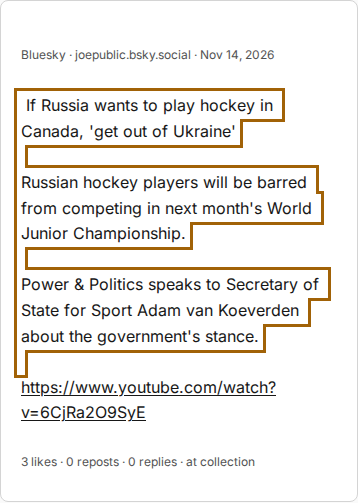 Bluesky · joepublic.bsky.social · Nov 14, 2026
If Russia wants to play hockey in
Canada, 'get out of Ukraine'
Russian hockey players will be barred
from competing in next month's World
Junior Championship.
Power & Politics speaks to Secretary of
State for Sport Adam van Koeverden
about the government's stance.
https://www.youtube.com/watch?
v=6CjRa2O9SyE
3 likes · 0 reposts · 0 replies · at collection